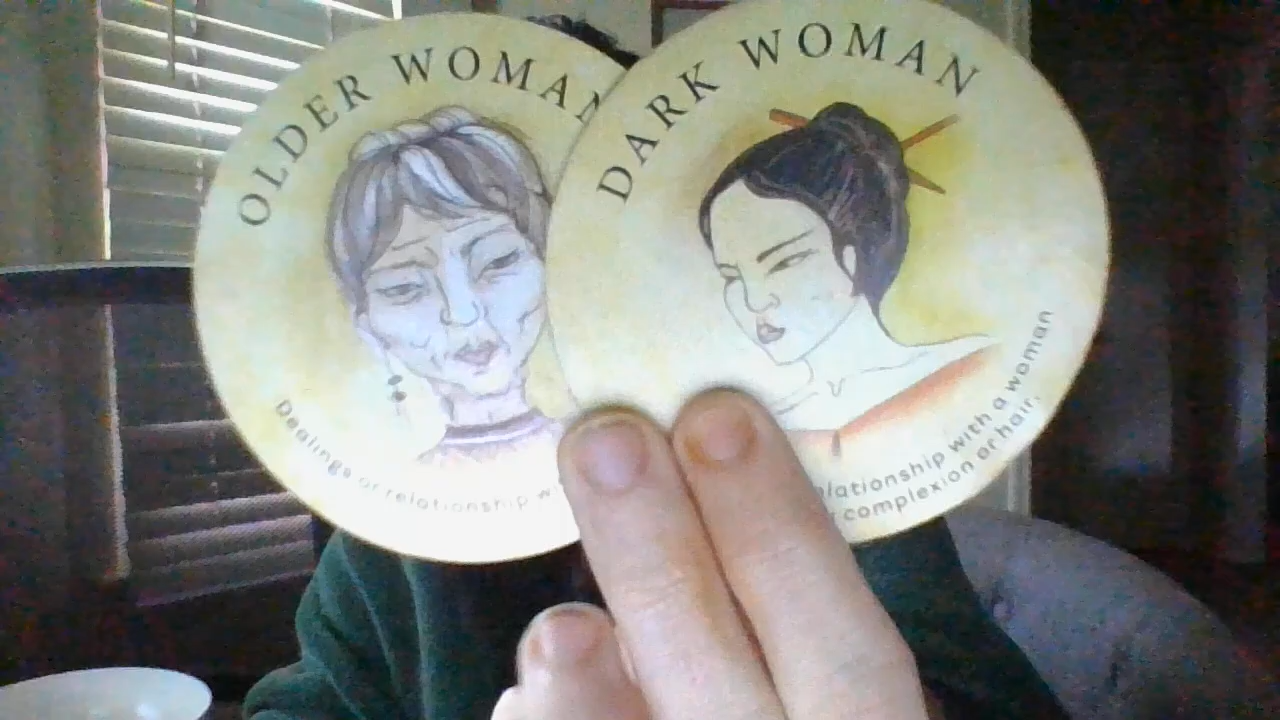 OLDER WOMAN
Dealings or relationship w
DARK WOMAN
relationship with a woman
complexion or hair.